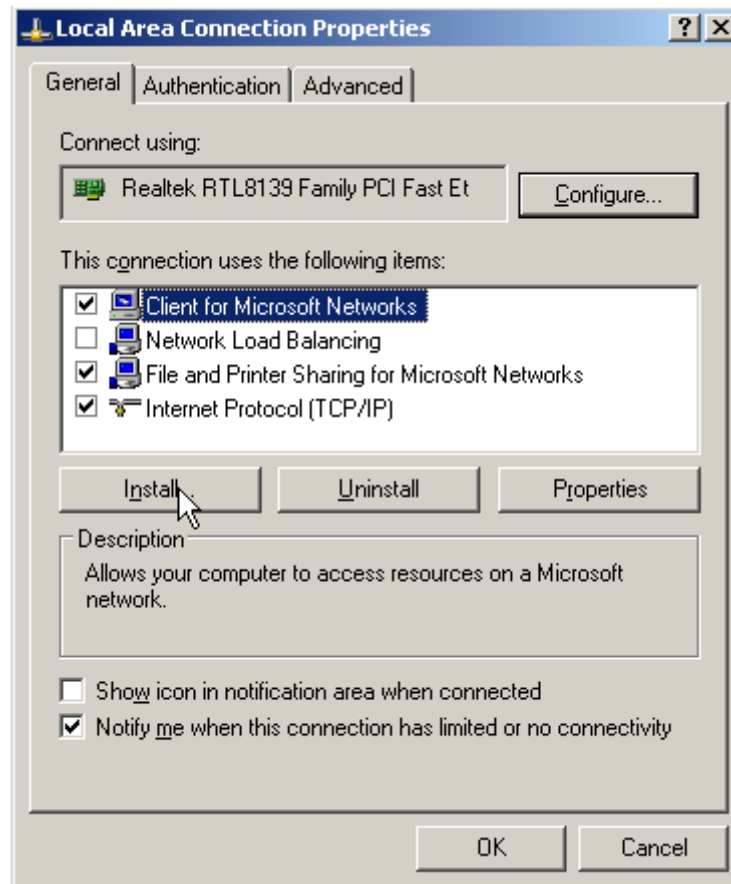 Local Area Connection Properties
General Authentication Advanced
Connect using:
Realtek RTL8139 Family PCI Fast Et
Configure...
This connection uses the following items:
Client for Microsoft Networks
Network Load Balancing
File and Printer Sharing for Microsoft Networks
Internet Protocol (TCP/IP)
Install... Uninstall Properties
Description
Allows your computer to access resources on a Microsoft
network.
Show icon in notification area when connected
Notify me when this connection has limited or no connectivity
OK Cancel